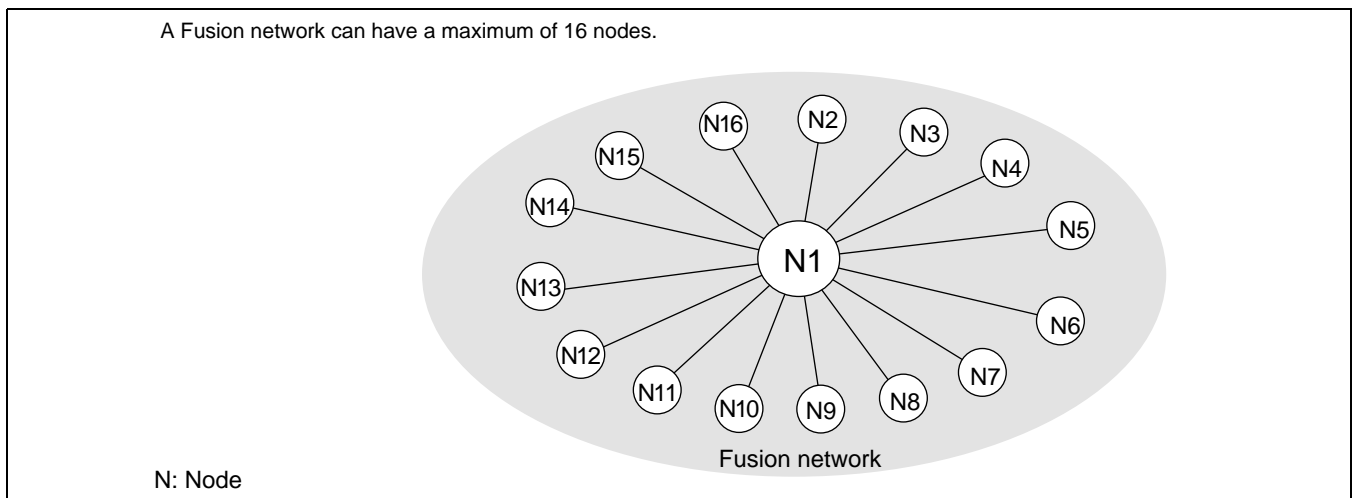 A Fusion network can have a maximum of 16 nodes.
N16
N2
N3
N15
N4
N14
N5
N1
N13
N6
N12
N7
N11
N8
N10
N9
Fusion network
N: Node